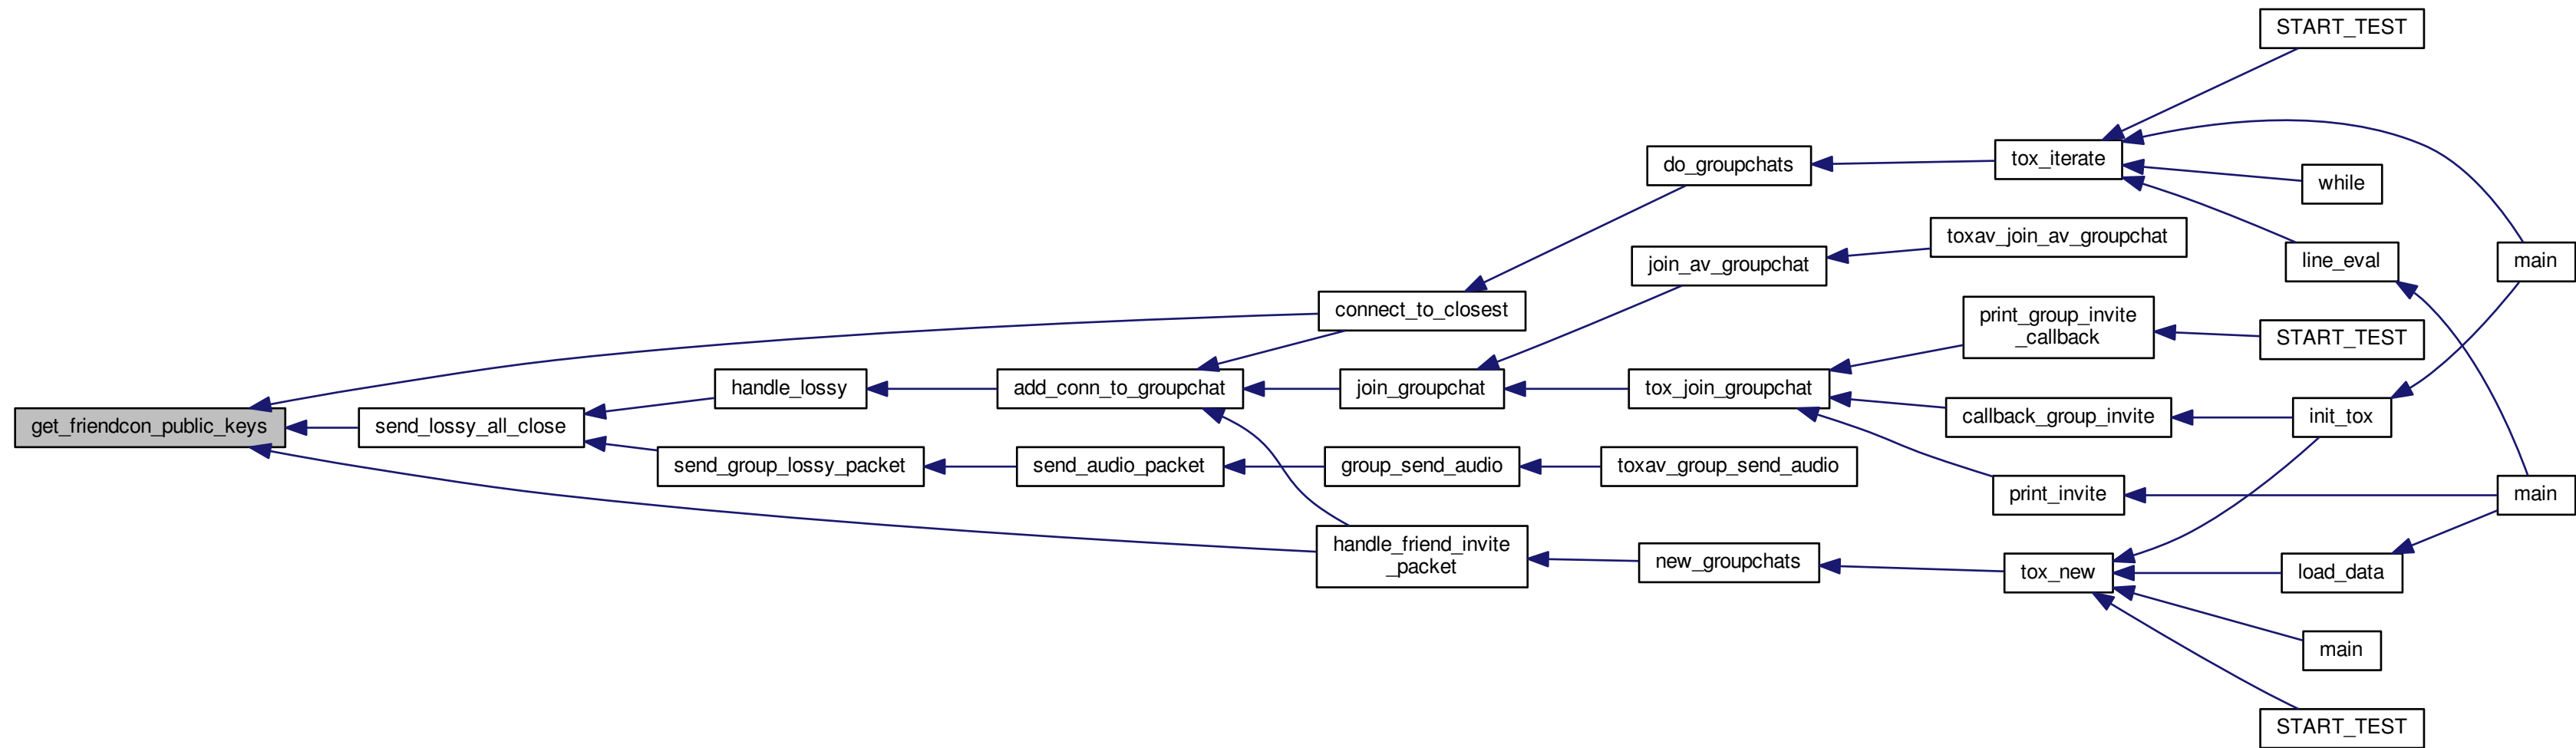 START_TEST
do_groupchats
tox_iterate
while
toxav_join_av_groupchat
join_av_groupchat
line_eval
main
connect_to_closest
print_group_invite
_callback
START_TEST
handle_lossy
add_conn_to_groupchat
join_groupchat
tox_join_groupchat
get_friendcon_public_keys
send_lossy_all_close
callback_group_invite
init_tox
send_group_lossy_packet
send_audio_packet
group_send_audio
toxav_group_send_audio
print_invite
main
handle_friend_invite
_packet
new_groupchats
tox_new
load_data
main
START_TEST